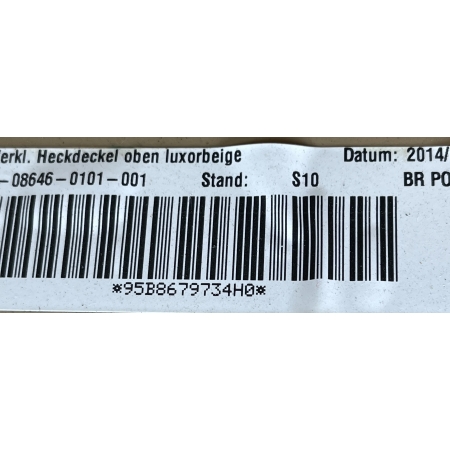 erkl. Heckdeckel oben luxorbeige Datum: 2014/
-08646-0101-001 Stand: S10 BR PO
*95B8679734H0*